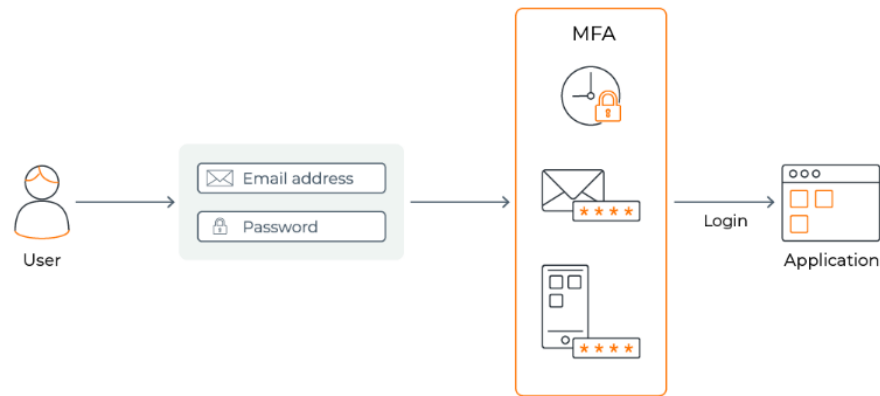 MFA
Email address
Password
* * * *
Login
User
Application
* * * *